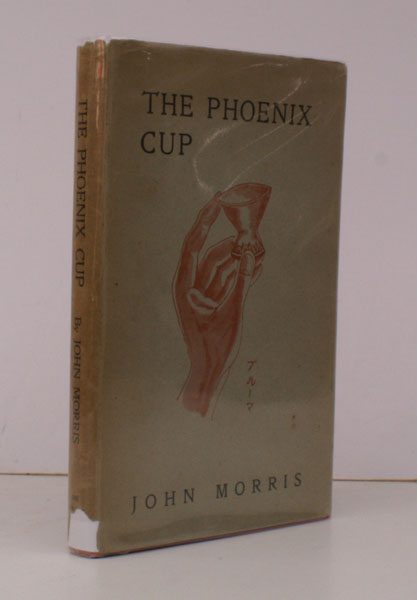 THE PHOENIX
CUP
ブルーマ
JOHN MORRIS
THE PHOENIX CUP By JOHN MORRIS